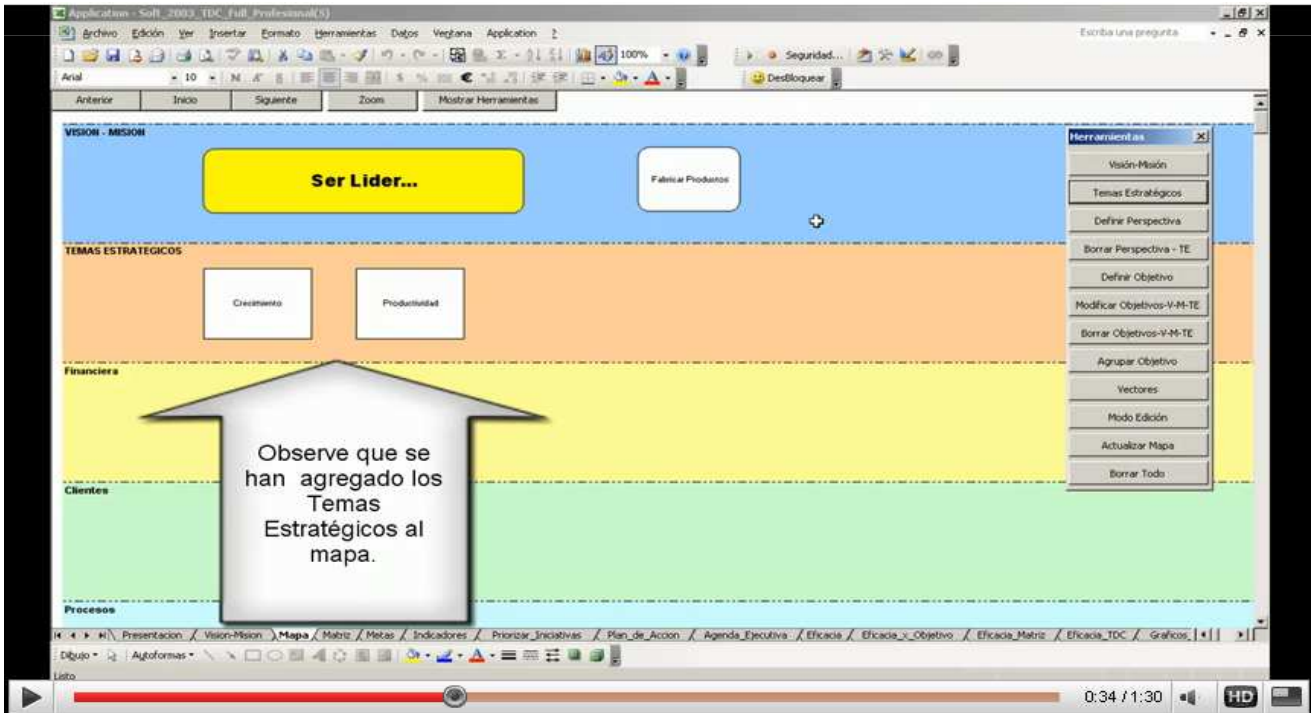 Application - Soft_2003_TDC_Full_Profesional(S)
Archivo Edición Ver Insertar Formato Herramientas Datos Ventana Application ?
Escriba una pregunta
100%
Seguridad...
Arial 10 N K S
€
DesBloquear
Anterior Inicio Siguiente Zoom Mostrar Herramientas
VISION - MISION
Ser Lider...
Fabricar Productos
TEMAS ESTRATEGICOS
Crecimiento
Productividad
Financiera
Observe que se
han agregado los
Temas
Estratégicos al
mapa.
Clientes
Procesos
Herramientas
Visión-Misión
Temas Estratégicos
Definir Perspectiva
Borrar Perspectiva - TE
Definir Objetivo
Modificar Objetivos-V-M-TE
Borrar Objetivos-V-M-TE
Agrupar Objetivo
Vectores
Modo Edición
Actualizar Mapa
Borrar Todo
Presentacion / Vision-Mision / Mapa / Matriz / Metas / Indicadores / Priorizar_Iniciativas / Plan_de_Accion / Agenda_Ejecutiva / Eficacia / Eficacia_x_Objetivo / Eficacia_Matriz / Eficacia_TDC / Graficos_
Dibujo Autoformas
Listo
0:34 / 1:30 HD